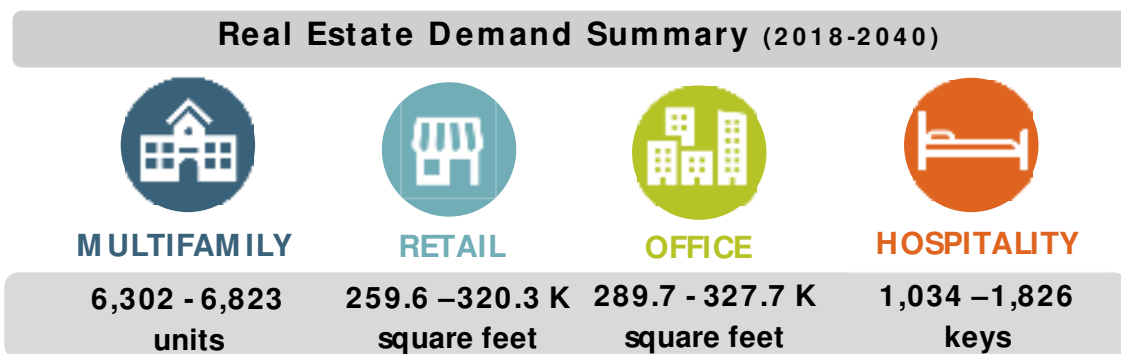 Real Estate Demand Summary (2018-2040)
MULTIFAMILY
RETAIL
OFFICE
HOSPITALITY
6,302 - 6,823
units
259.6 –320.3 K
square feet
289.7 - 327.7 K
square feet
1,034 –1,826
keys